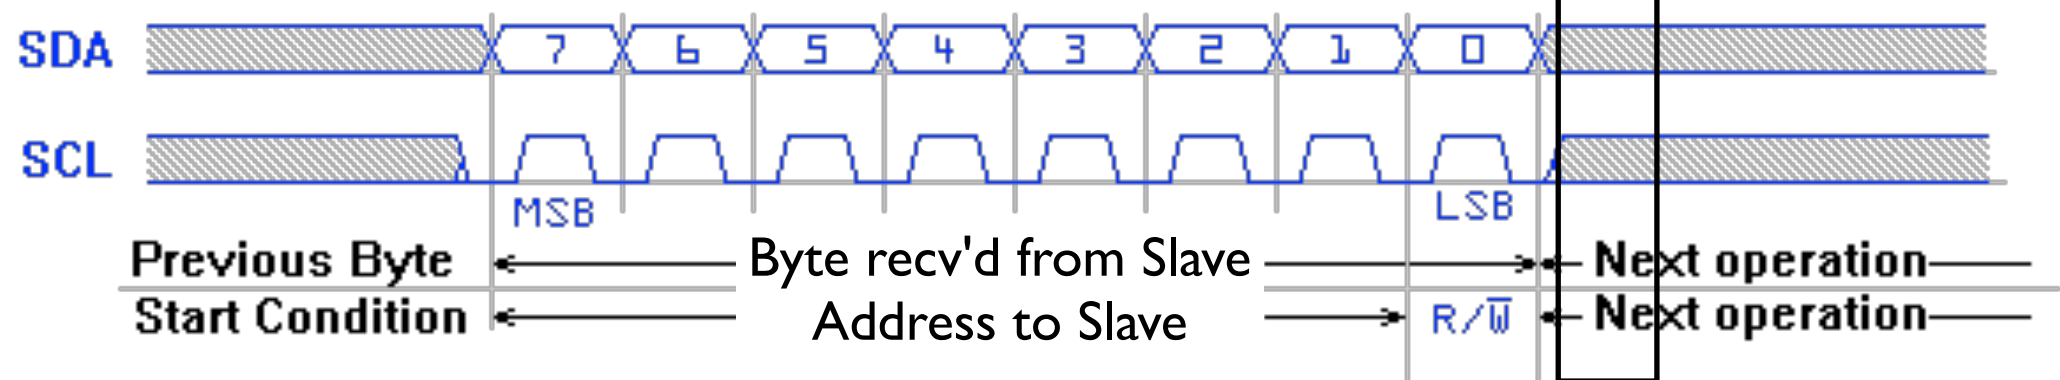 SDA 7 6 5 4 3 2 1 0
SCL
MSB LSB
Previous Byte Byte recv'd from Slave Next operation
Start Condition Address to Slave R/W̅ Next operation